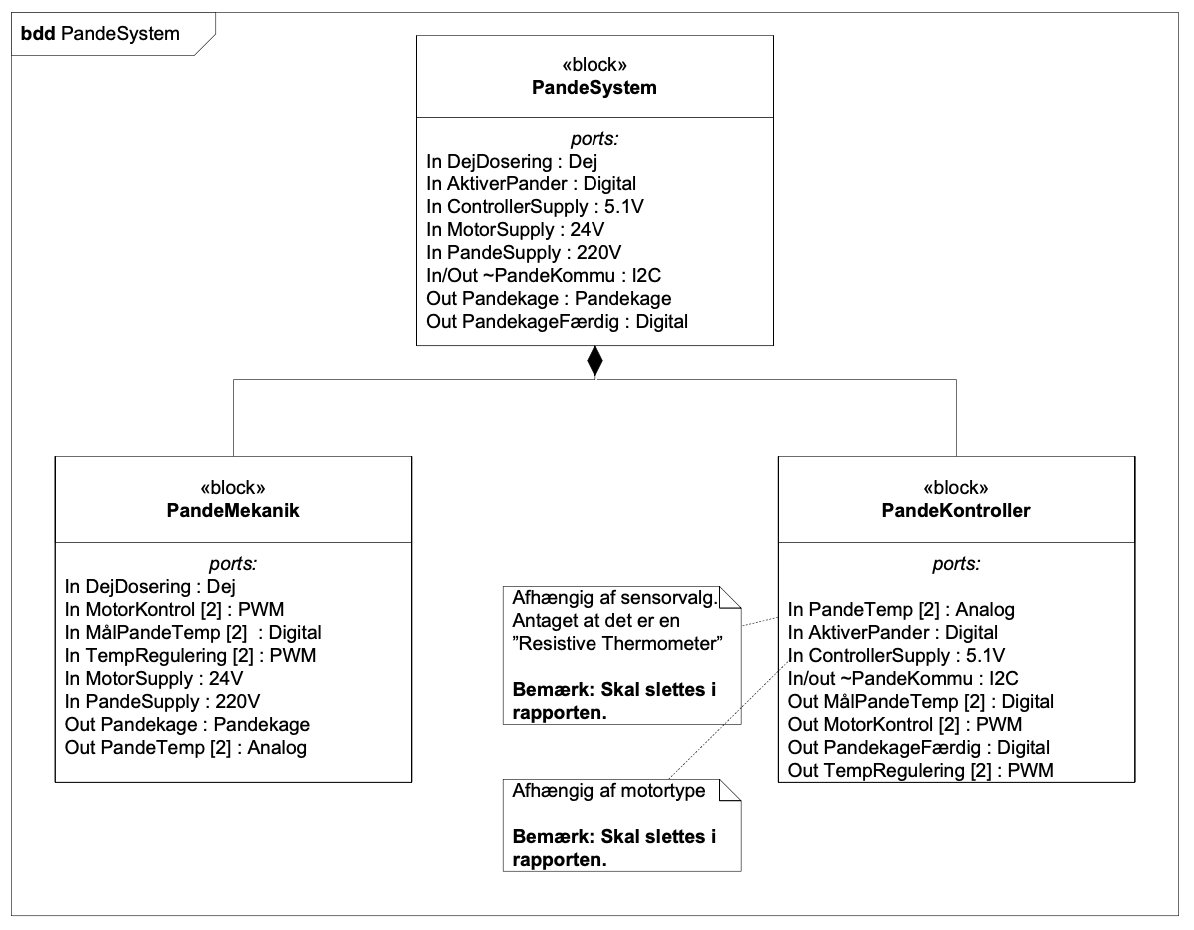 bdd PandeSystem
«block»
PandeSystem
ports:
In DejDosering : Dej
In AktiverPander : Digital
In ControllerSupply : 5.1V
In MotorSupply : 24V
In PandeSupply : 220V
In/Out ~PandeKommu : I2C
Out Pandekage : Pandekage
Out PandekageFærdig : Digital
«block»
PandeMekanik
ports:
In DejDosering : Dej
In MotorKontrol [2] : PWM
In MålPandeTemp [2]  : Digital
In TempRegulering [2] : PWM
In MotorSupply : 24V
In PandeSupply : 220V
Out Pandekage : Pandekage
Out PandeTemp [2] : Analog
Afhængig af sensorvalg.
Antaget at det er en
”Resistive Thermometer”
Bemærk: Skal slettes i
rapporten.
Afhængig af motortype
Bemærk: Skal slettes i
rapporten.
«block»
PandeKontroller
ports:
In PandeTemp [2] : Analog
In AktiverPander : Digital
In ControllerSupply : 5.1V
In/out ~PandeKommu : I2C
Out MålPandeTemp [2] : Digital
Out MotorKontrol [2] : PWM
Out PandekageFærdig : Digital
Out TempRegulering [2] : PWM